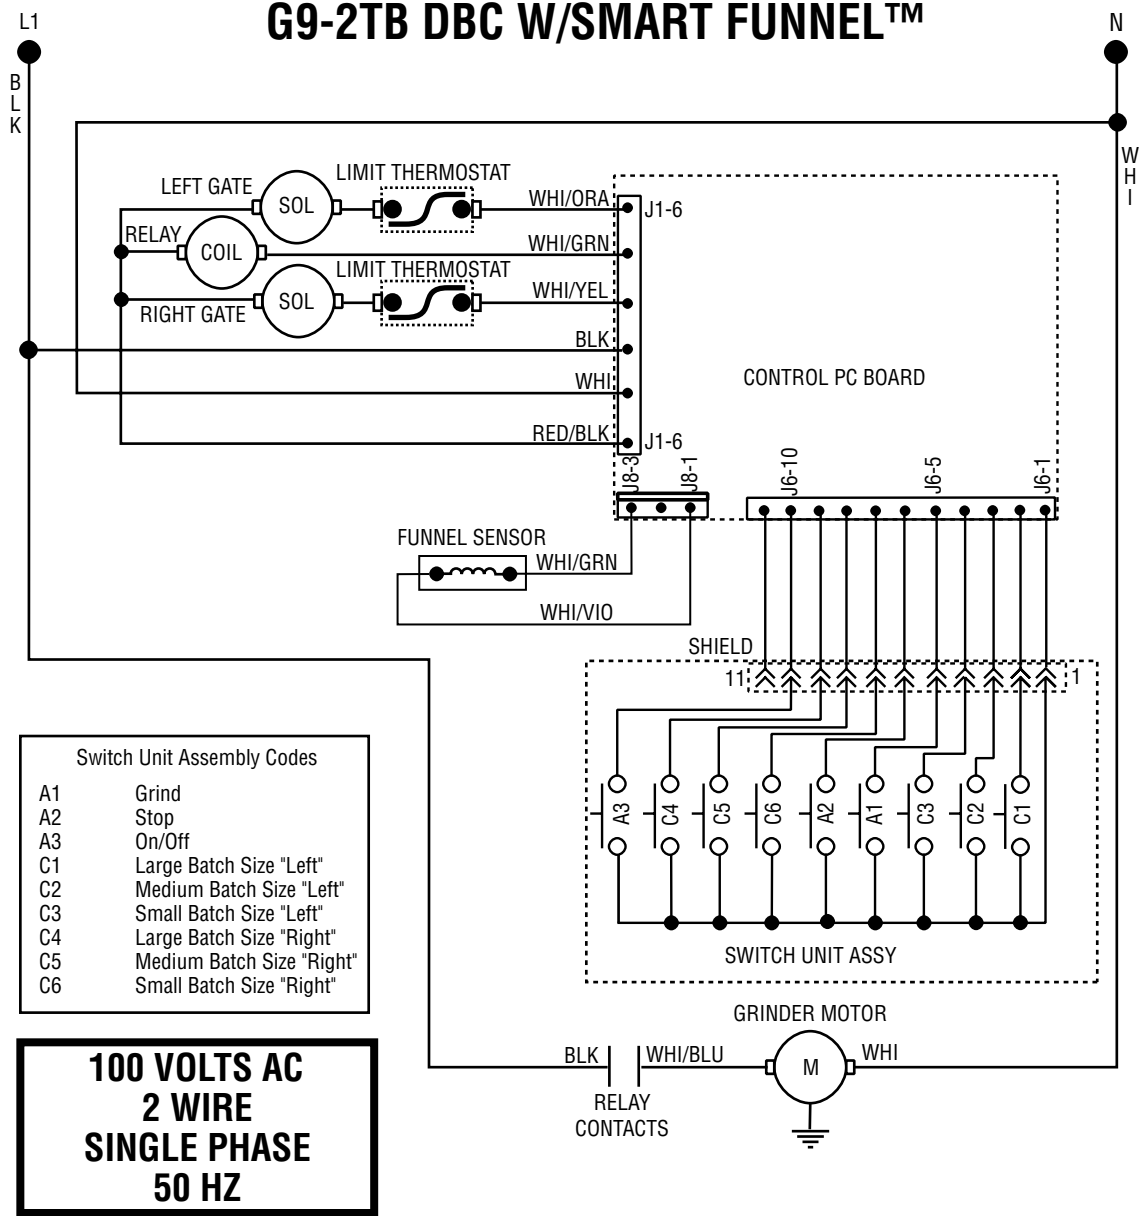 G9-2TB DBC W/SMART FUNNEL™
L1
N
BLK
WHI
LEFT GATE
SOL
LIMIT THERMOSTAT
WHI/ORA
J1-6
RELAY
COIL
WHI/GRN
LIMIT THERMOSTAT
RIGHT GATE
SOL
WHI/YEL
BLK
WHI
CONTROL PC BOARD
RED/BLK
J1-6
J8-3
J8-1
J6-10
J6-5
J6-1
FUNNEL SENSOR
WHI/GRN
WHI/VIO
SHIELD
11
1
A3
C4
C5
C6
A2
A1
C3
C2
C1
SWITCH UNIT ASSY
Switch Unit Assembly Codes
A1 Grind
A2 Stop
A3 On/Off
C1 Large Batch Size "Left"
C2 Medium Batch Size "Left"
C3 Small Batch Size "Left"
C4 Large Batch Size "Right"
C5 Medium Batch Size "Right"
C6 Small Batch Size "Right"
GRINDER MOTOR
BLK
WHI/BLU
M
WHI
RELAY
CONTACTS
100 VOLTS AC
2 WIRE
SINGLE PHASE
50 HZ